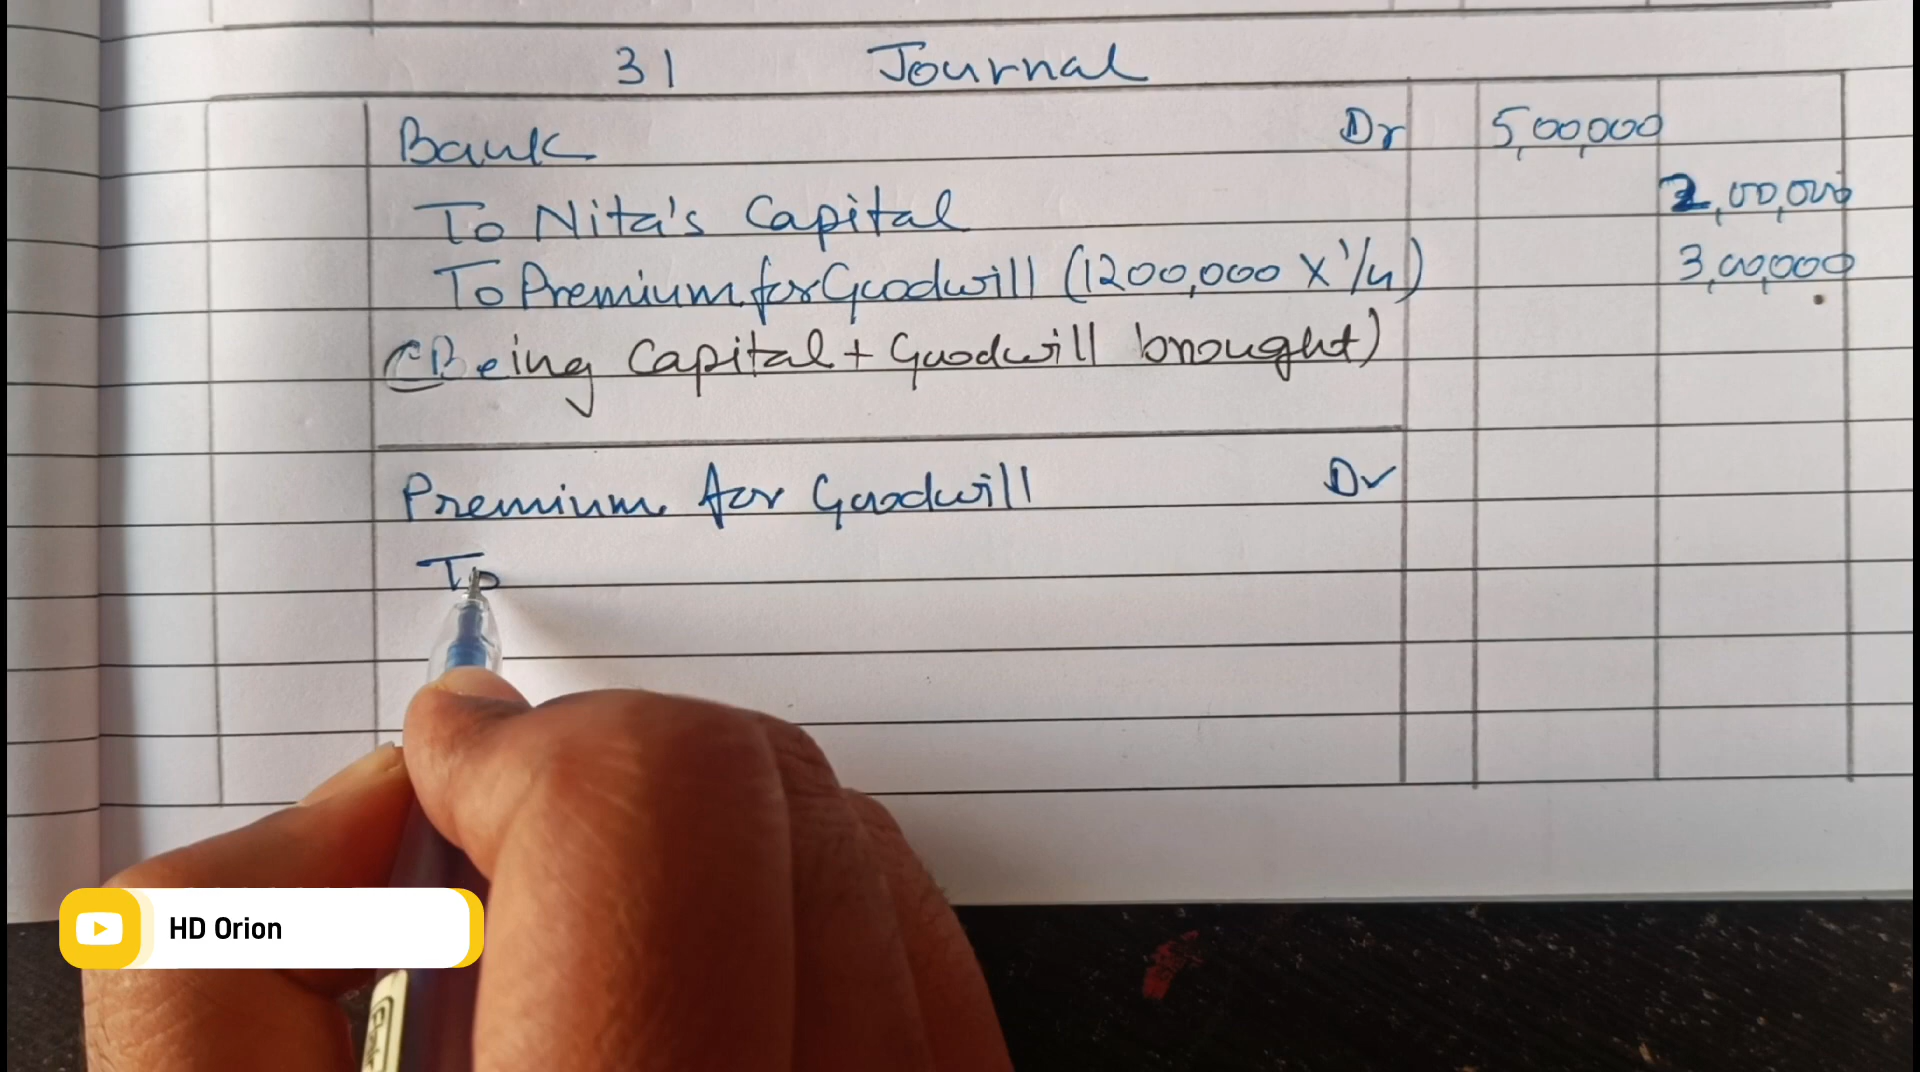 31 Journal
Bank Dr 5,00,000
To Nita's Capital 2,00,000
To Premium for Goodwill (1200,000 X 1/4) 3,00,000
(Being Capital + Goodwill brought)
Premium for Goodwill Dr
To
HD Orion